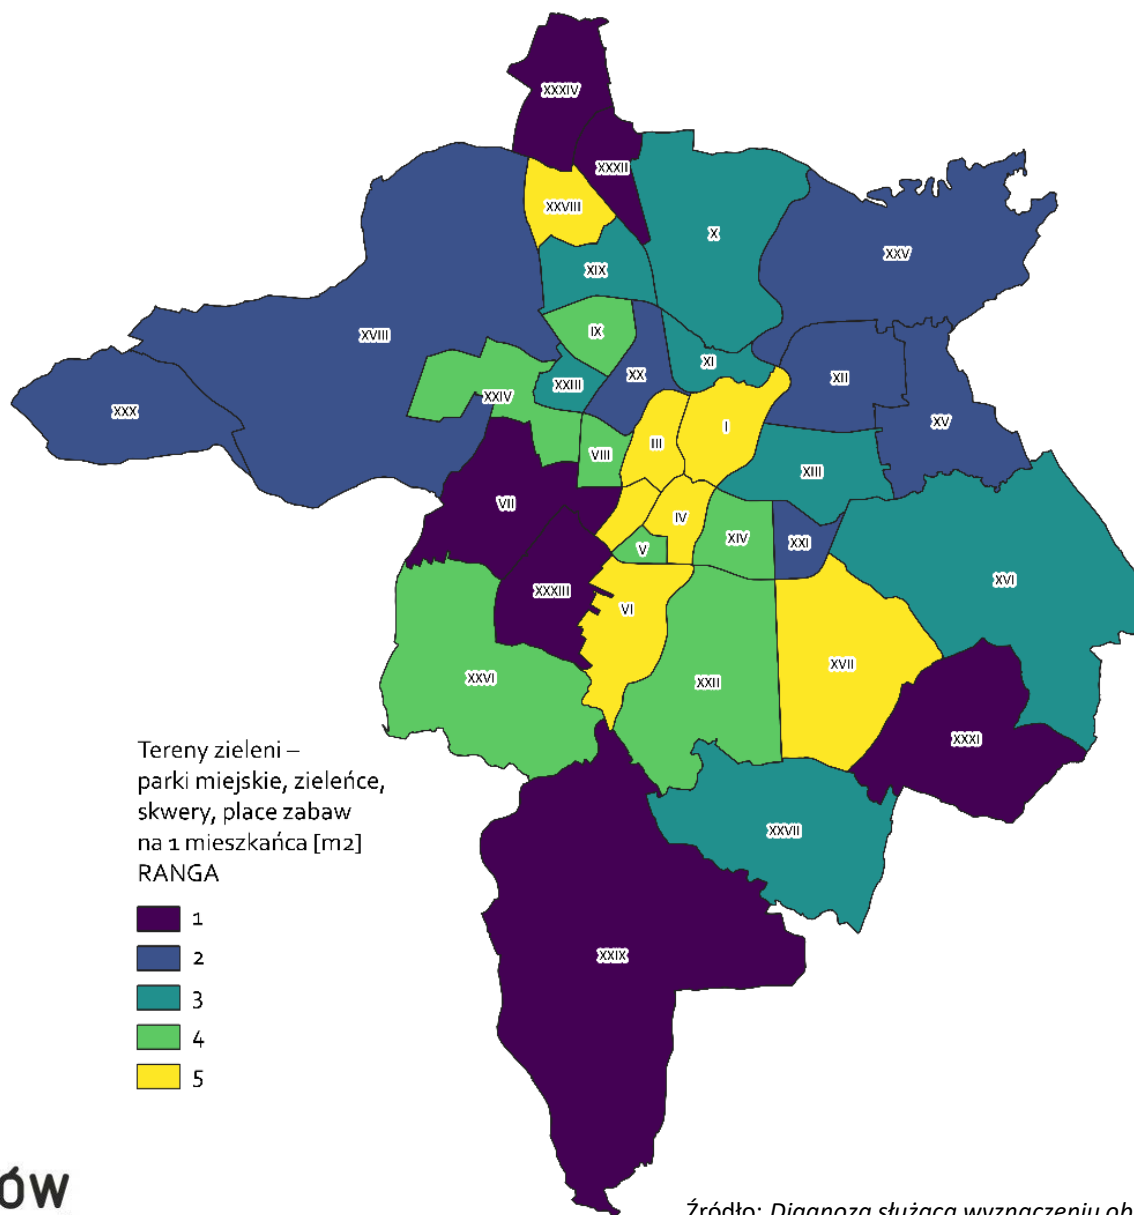 XXXIV
XXXII
XXVIII
X
XXV
XIX
XVIII
IX
XI
XX
XXIII
XII
XXX
XXIV
XV
I
III
VIII
XIII
VII
IV
XIV
XXI
V
XVI
XXXIII
VI
XVII
XXVI
XXII
XXXI
Tereny zieleni –
parki miejskie, zieleńce,
skwery, place zabaw
na 1 mieszkańca [m2]
RANGA
1
2
3
4
5
XXVII
XXIX
ÓW
Źródło: Diagnoza służąca wyznaczeniu ob